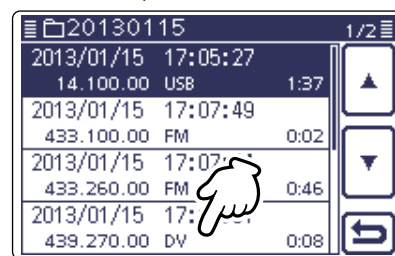 20130115 1/2
2013/01/15 17:05:27
14.100.00 USB 1:37
2013/01/15 17:07:49
433.100.00 FM 0:02
2013/01/15
433.260.00 FM 0:46
2013/01/15
439.270.00 DV 0:08